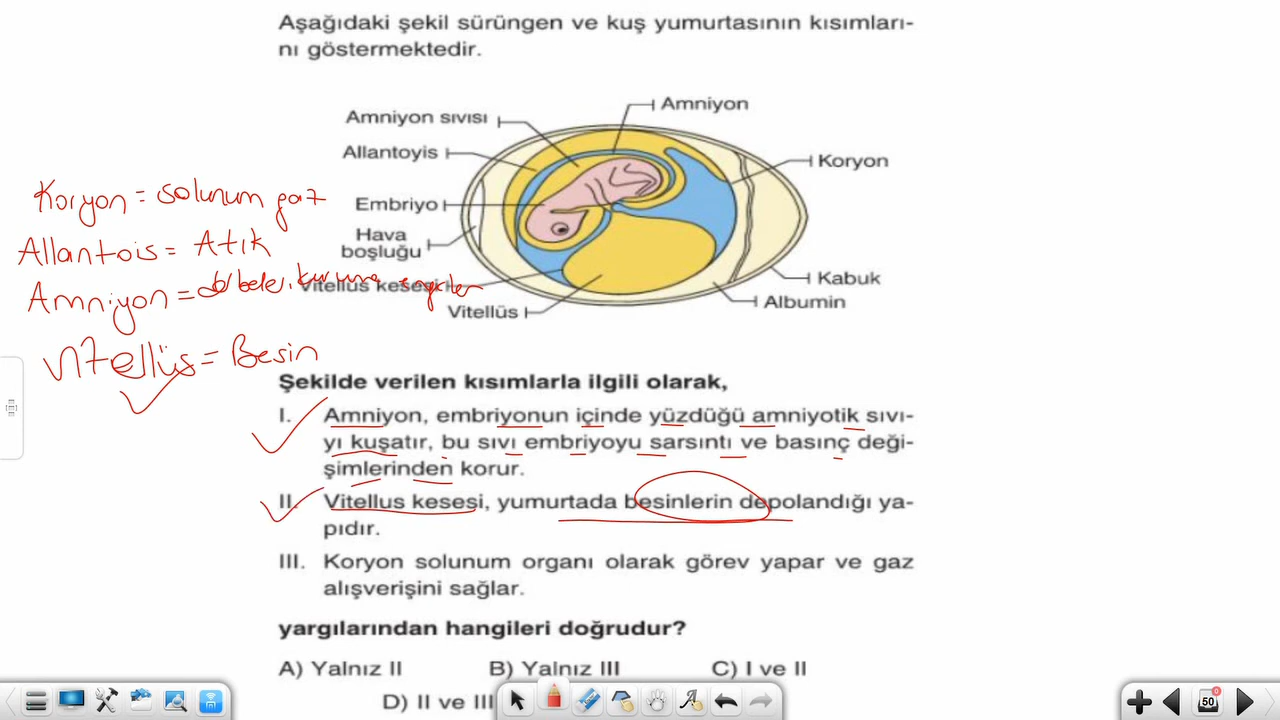 Aşağıdaki şekil sürüngen ve kuş yumurtasının kısımları-
nı göstermektedir.
Amniyon
Amniyon sıvısı
Allantoyis
Koryon
Embriyo
Hava
boşluğu
Vitellüs kesesi
Vitellüs
Kabuk
Albumin
Koryon = solunum gaz
Allantois = Atık
Amniyon =
Vitellüs = Besin
Şekilde verilen kısımlarla ilgili olarak,
I. Amniyon, embriyonun içinde yüzdüğü amniyotik sıvı-
yı kuşatır, bu sıvı embriyoyu sarsıntı ve basınç deği-
şimlerinden korur.
II. Vitellus kesesi, yumurtada besinlerin depolandığı ya-
pıdır.
III. Koryon solunum organı olarak görev yapar ve gaz
alışverişini sağlar.
yargılarından hangileri doğrudur?
A) Yalnız II B) Yalnız III C) I ve II
D) II ve III
50
0